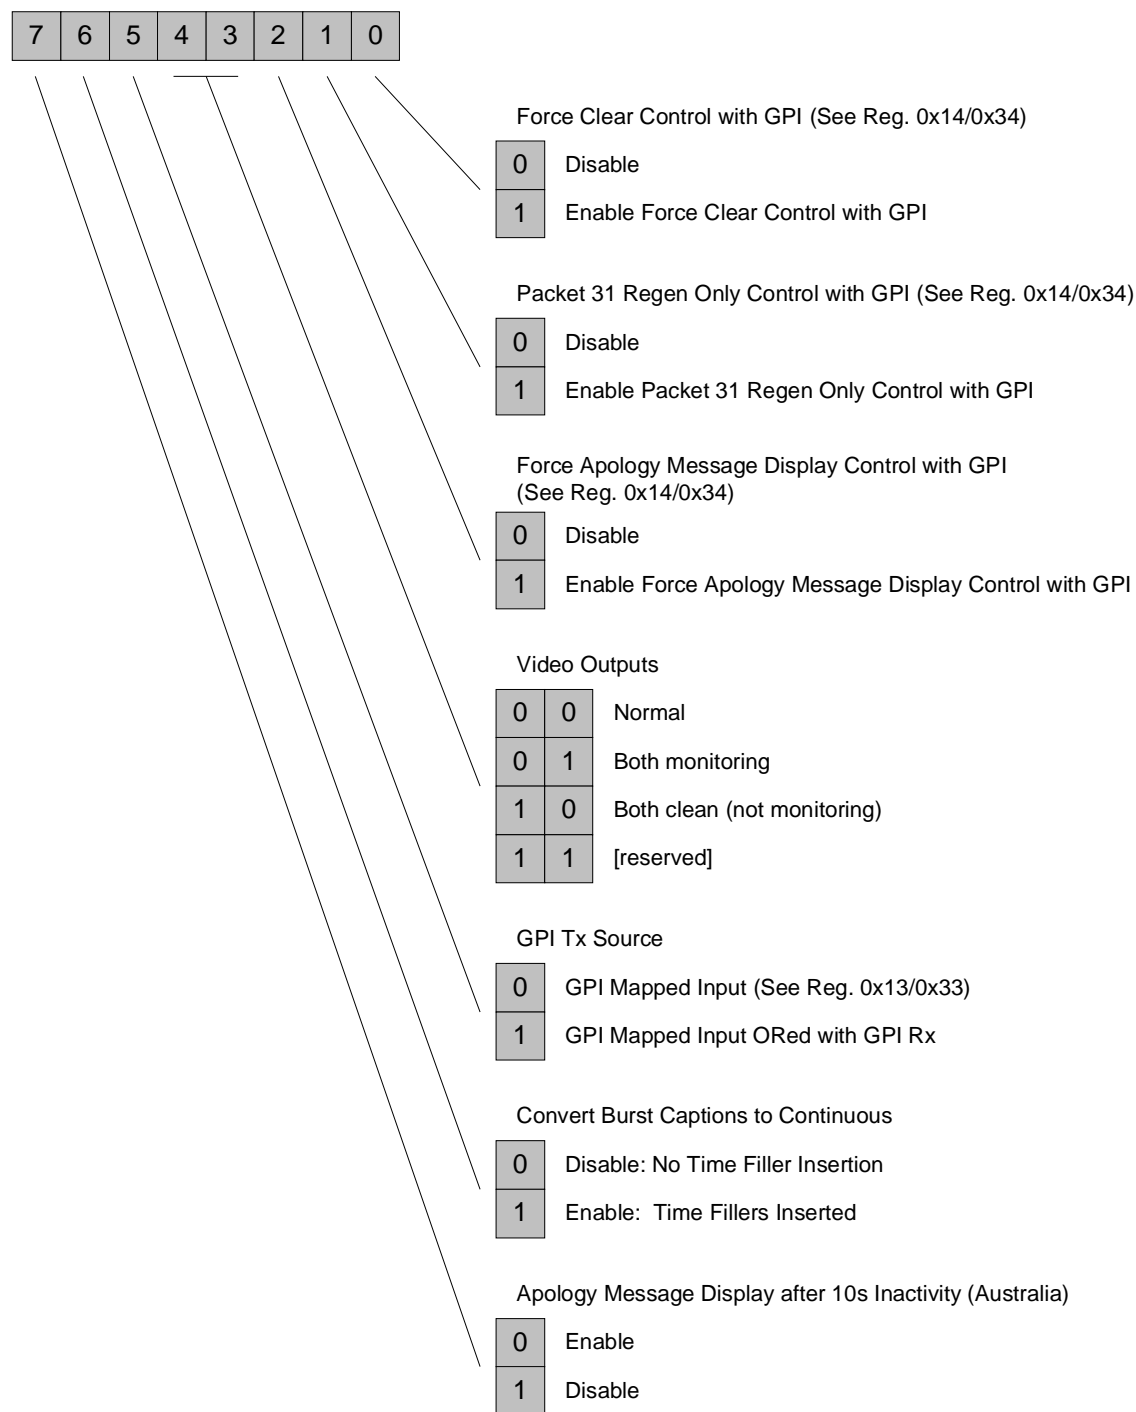 7 6 5 4 3 2 1 0
Force Clear Control with GPI (See Reg. 0x14/0x34)
0 Disable
1 Enable Force Clear Control with GPI
Packet 31 Regen Only Control with GPI (See Reg. 0x14/0x34)
0 Disable
1 Enable Packet 31 Regen Only Control with GPI
Force Apology Message Display Control with GPI
(See Reg. 0x14/0x34)
0 Disable
1 Enable Force Apology Message Display Control with GPI
Video Outputs
0 0 Normal
0 1 Both monitoring
1 0 Both clean (not monitoring)
1 1 [reserved]
GPI Tx Source
0 GPI Mapped Input (See Reg. 0x13/0x33)
1 GPI Mapped Input ORed with GPI Rx
Convert Burst Captions to Continuous
0 Disable: No Time Filler Insertion
1 Enable: Time Fillers Inserted
Apology Message Display after 10s Inactivity (Australia)
0 Enable
1 Disable